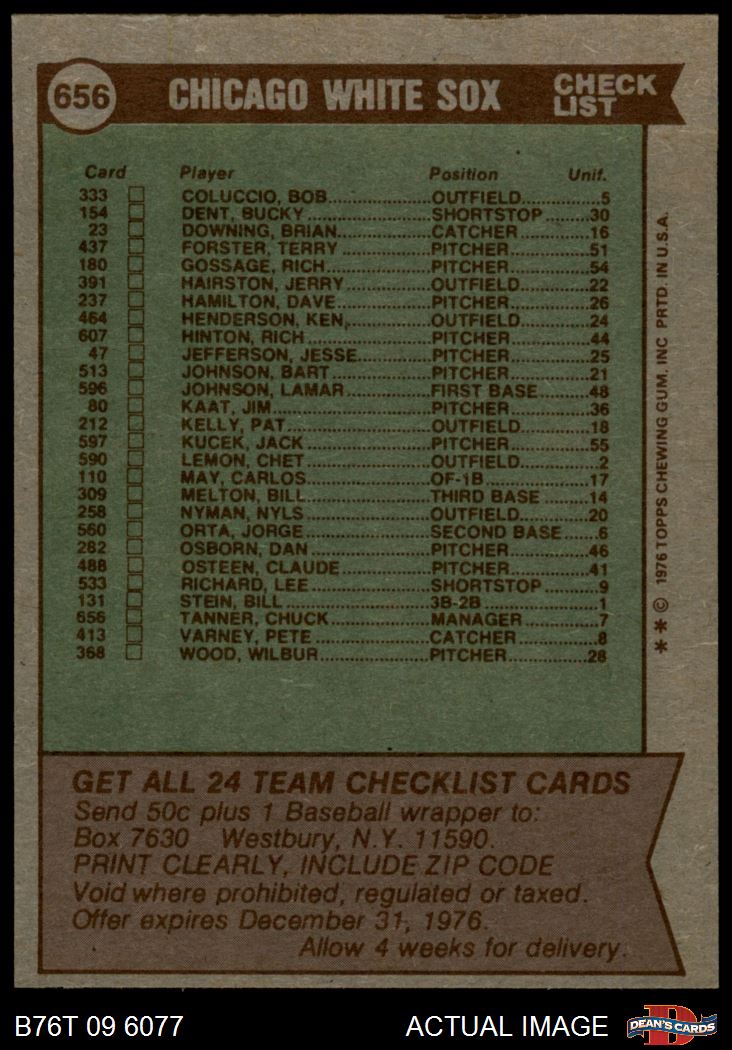 656 CHICAGO WHITE SOX CHECK LIST
Card Player Position Unif.
333 COLUCCIO, BOB OUTFIELD 5
154 DENT, BUCKY SHORTSTOP 30
23 DOWNING, BRIAN CATCHER 16
437 FORSTER, TERRY PITCHER 51
180 GOSSAGE, RICH PITCHER 54
391 HAIRSTON, JERRY OUTFIELD 22
237 HAMILTON, DAVE PITCHER 26
464 HENDERSON, KEN, OUTFIELD 24
607 HINTON, RICH PITCHER 44
47 JEFFERSON, JESSE PITCHER 25
513 JOHNSON, BART PITCHER 21
596 JOHNSON, LAMAR FIRST BASE 48
80 KAAT, JIM PITCHER 36
212 KELLY, PAT OUTFIELD 18
597 KUCEK, JACK PITCHER 55
590 LEMON, CHET OUTFIELD 2
110 MAY, CARLOS OF-1B 17
309 MELTON, BILL THIRD BASE 14
258 NYMAN, NYLS OUTFIELD 20
560 ORTA, JORGE SECOND BASE 6
282 OSBORN, DAN PITCHER 46
488 OSTEEN, CLAUDE PITCHER 41
533 RICHARD, LEE SHORTSTOP 9
131 STEIN, BILL 3B-2B 1
656 TANNER, CHUCK MANAGER 7
413 VARNEY, PETE CATCHER 8
368 WOOD, WILBUR PITCHER 28
* * © 1976 TOPPS CHEWING GUM, INC PRTD. IN U.S.A.
GET ALL 24 TEAM CHECKLIST CARDS
Send 50c plus 1 Baseball wrapper to:
Box 7630 Westbury, N.Y. 11590.
PRINT CLEARLY, INCLUDE ZIP CODE
Void where prohibited, regulated or taxed.
Offer expires December 31, 1976.
Allow 4 weeks for delivery.
B76T 09 6077 ACTUAL IMAGE DEAN'S CARDS